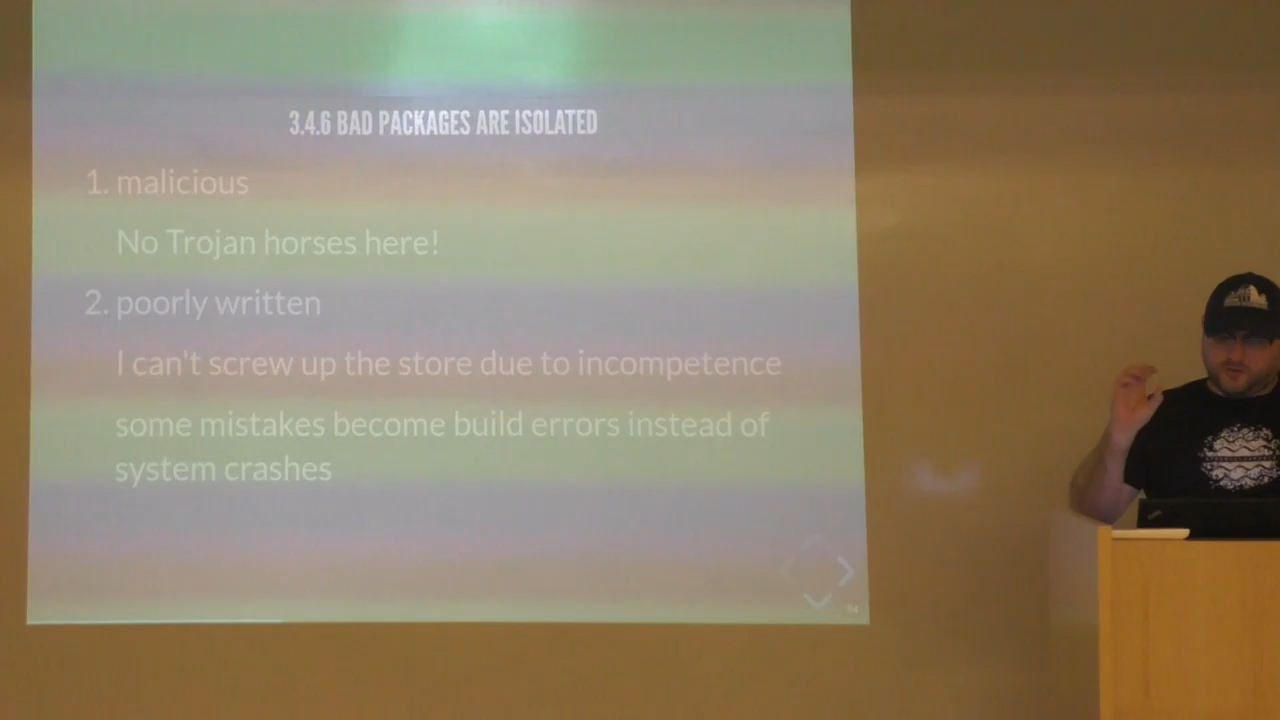 3.4.6 BAD PACKAGES ARE ISOLATED
1. malicious
No Trojan horses here!
2. poorly written
I can't screw up the store due to incompetence
some mistakes become build errors instead of
system crashes